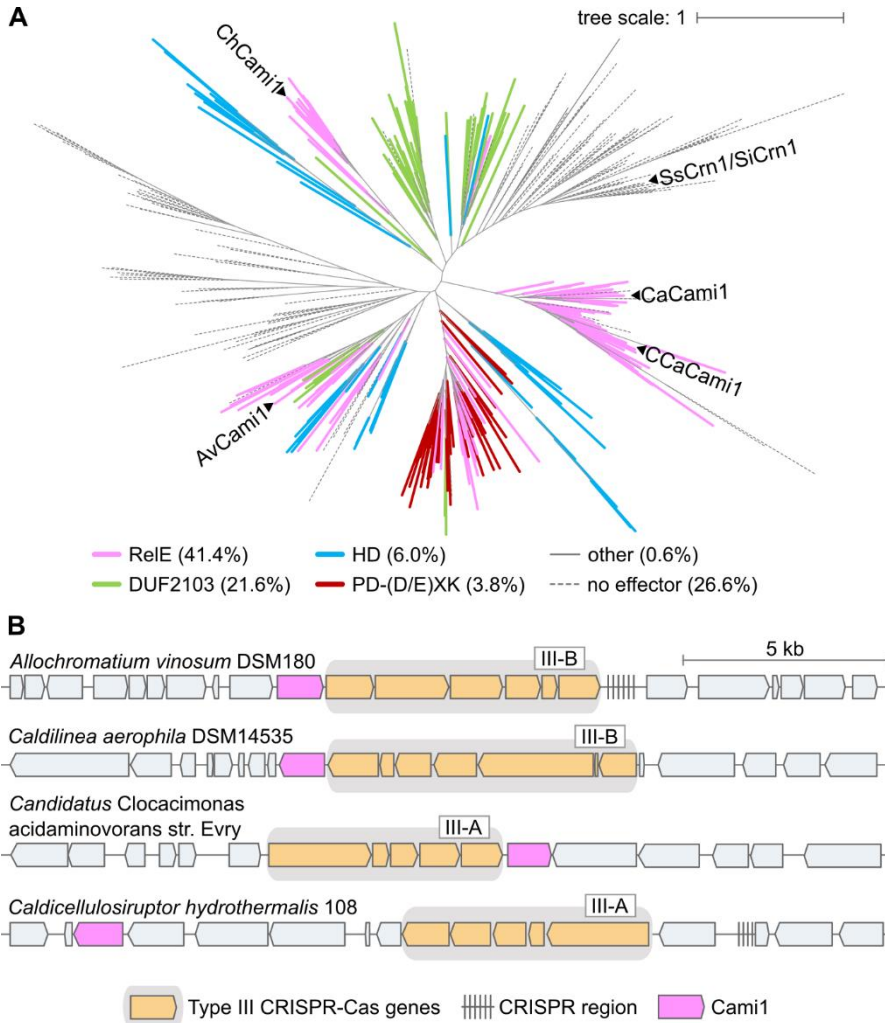 A
tree scale: 1
ChCami1
SsCrn1/SiCrn1
CaCami1
CCaCami1
AvCami1
RelE (41.4%)
HD (6.0%)
other (0.6%)
DUF2103 (21.6%)
PD-(D/E)XK (3.8%)
no effector (26.6%)
B
5 kb
Allochromatium vinosum DSM180
III-B
Caldilinea aerophila DSM14535
III-B
Candidatus Clocacimonas
acidaminovorans str. Evry
III-A
Caldicellulosiruptor hydrothermalis 108
III-A
Type III CRISPR-Cas genes
CRISPR region
Cami1